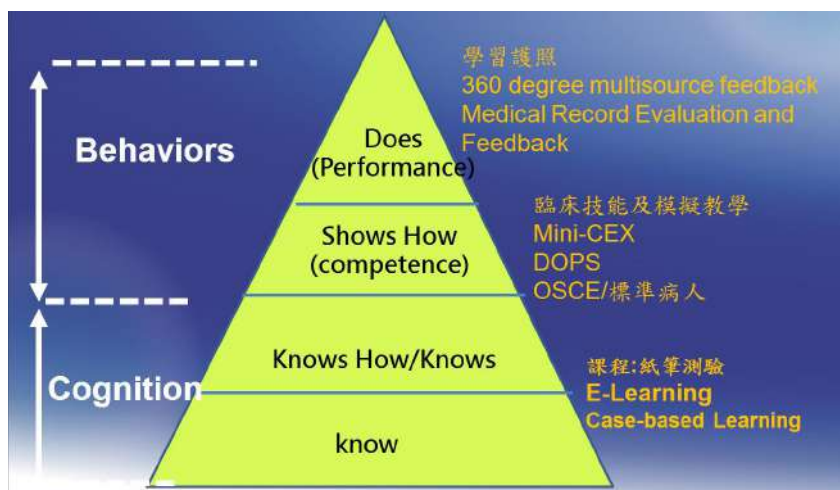 學習護照
360 degree multisource feedback
Medical Record Evaluation and
Feedback
Behaviors
Does
(Performance)
臨床技能及模擬教學
Mini-CEX
DOPS
OSCE/標準病人
Shows How
(competence)
Knows How/Knows
課程:紙筆測驗
E-Learning
Case-based Learning
Cognition
know